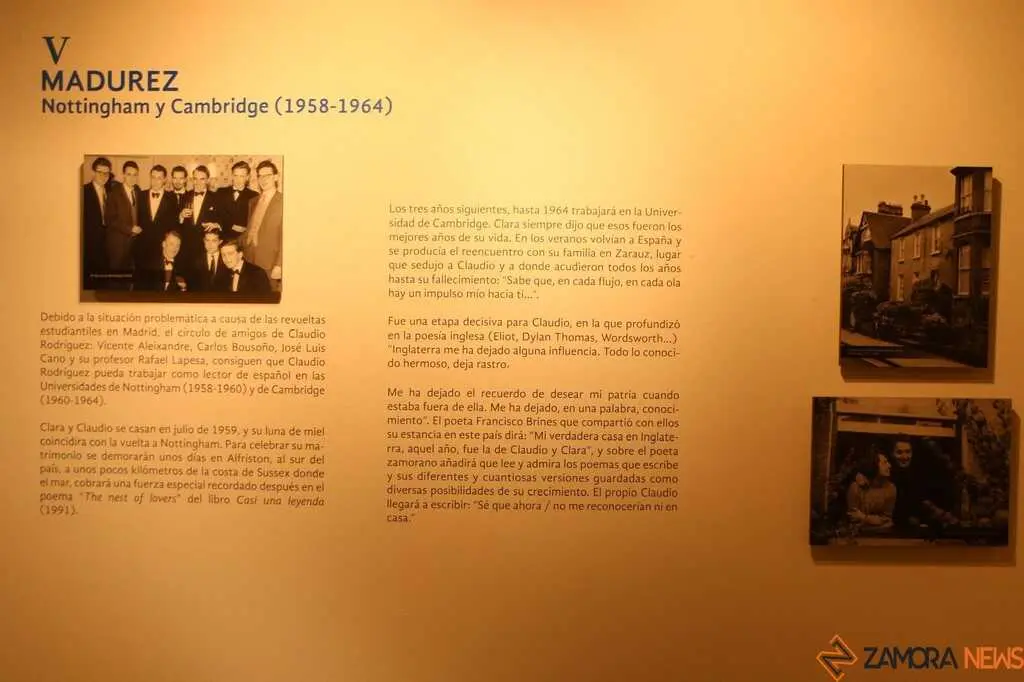 V
MADUREZ
Nottingham y Cambridge (1958-1964)
Debido a la situación problemática a causa de las revueltas
estudiantiles en Madrid, el círculo de amigos de Claudio
Rodríguez: Vicente Aleixandre, Carlos Bousoño, José Luis
Cano y su profesor Rafael Lapesa, consiguen que Claudio
Rodríguez pueda trabajar como lector de español en las
Universidades de Nottingham (1958-1960) y de Cambridge
(1960-1964).
Clara y Claudio se casan en julio de 1959, y su luna de miel
coincidirá con la vuelta a Nottingham. Para celebrar su ma-
trimonio se demorarán unos días en Alfriston, al sur del
país, a unos pocos kilómetros de la costa de Sussex donde
el mar, cobrará una fuerza especial recordado después en el
poema "The nest of lovers" del libro Casi una leyenda
(1991).
Los tres años siguientes, hasta 1964 trabajará en la Univer-
sidad de Cambridge. Clara siempre dijo que esos fueron los
mejores años de su vida. En los veranos volvían a España y
se producía el reencuentro con su familia en Zarauz, lugar
que sedujo a Claudio y a donde acudieron todos los años
hasta su fallecimiento: "Sabe que, en cada flujo, en cada ola
hay un impulso mío hacia ti...".
Fue una etapa decisiva para Claudio, en la que profundizó
en la poesía inglesa (Eliot, Dylan Thomas, Wordsworth...)
"Inglaterra me ha dejado alguna influencia. Todo lo conoci-
do hermoso, deja rastro.
Me ha dejado el recuerdo de desear mi patria cuando
estaba fuera de ella. Me ha dejado, en una palabra, conoci-
miento". El poeta Francisco Brines que compartió con ellos
su estancia en este país dirá: "Mi verdadera casa en Inglate-
rra, aquel año, fue la de Claudio y Clara", y sobre el poeta
zamorano añadirá que lee y admira los poemas que escribe
y sus diferentes y cuantiosas versiones guardadas como
diversas posibilidades de su crecimiento. El propio Claudio
llegará a escribir: "Sé que ahora / no me reconocerían ni en
casa."
ZAMORA NEWS